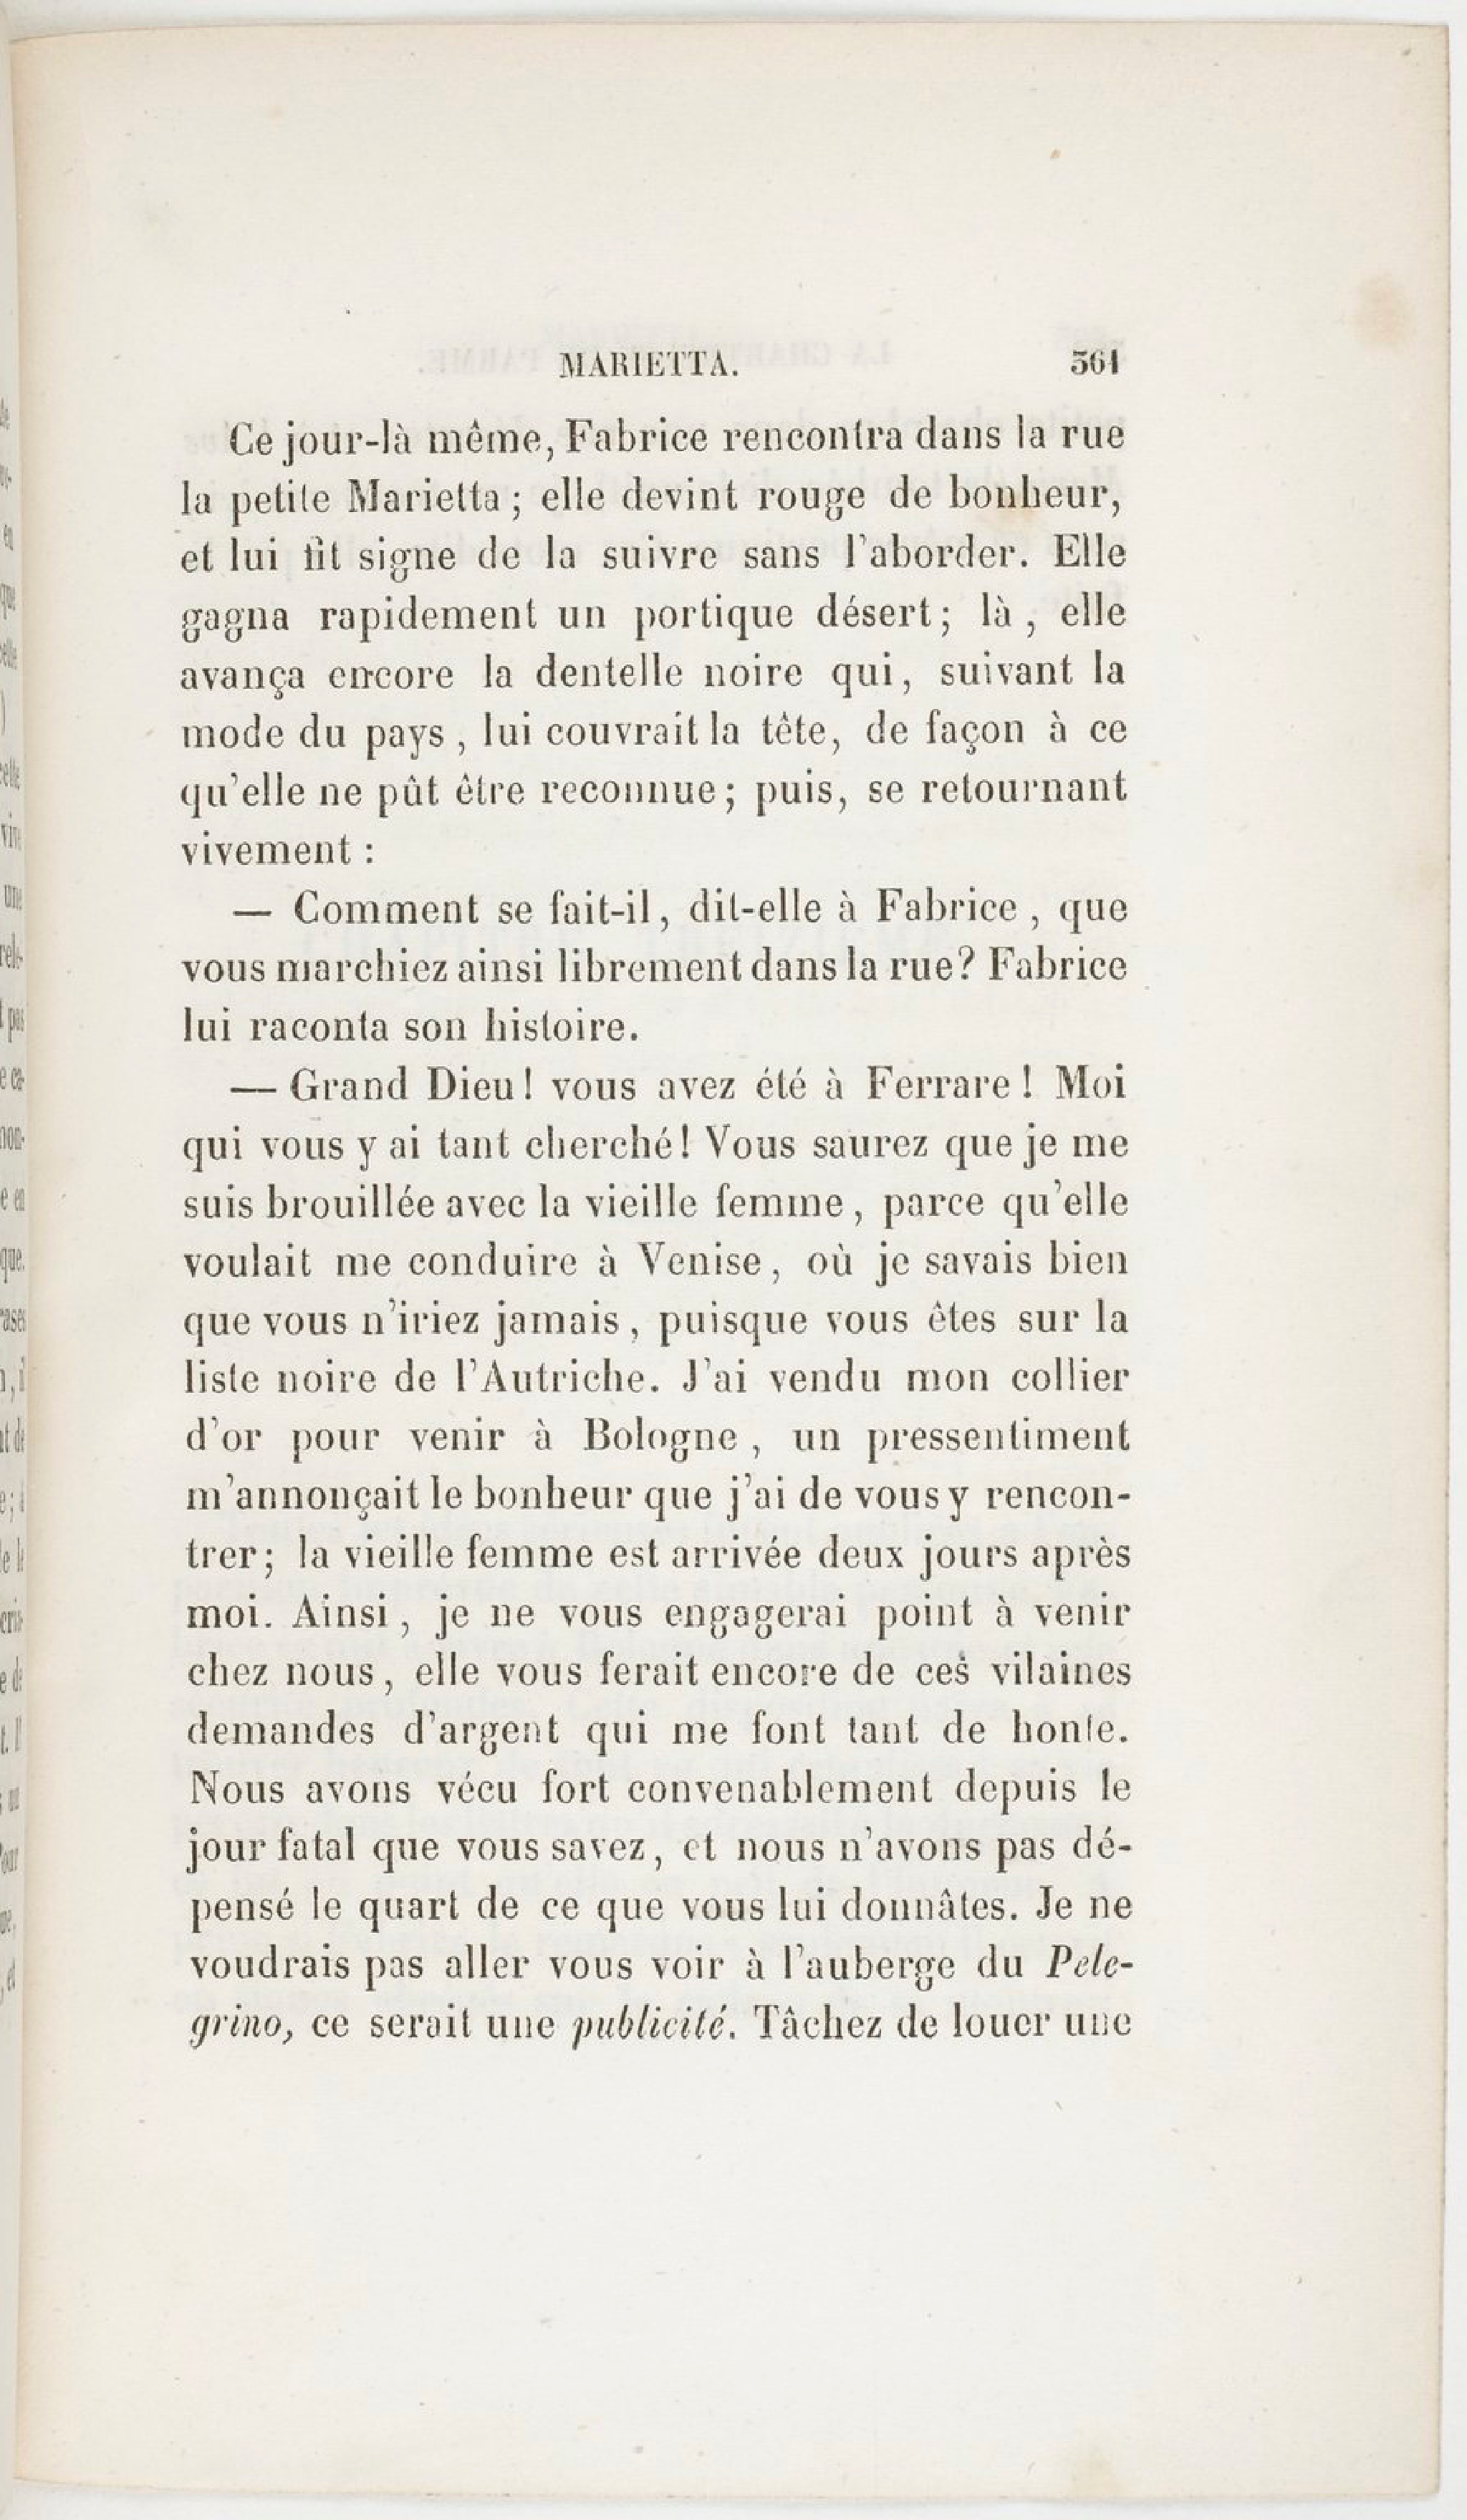 MARIETTA. 361
Ce jour-là même, Fabrice rencontra dans la rue
la petite Marietta ; elle devint rouge de bonheur,
et lui fit signe de la suivre sans l'aborder. Elle
gagna rapidement un portique désert ; là , elle
avança encore la dentelle noire qui, suivant la
mode du pays , lui couvrait la tête, de façon à ce
qu'elle ne pût être reconnue ; puis, se retournant
vivement :
— Comment se fait-il, dit-elle à Fabrice , que
vous marchiez ainsi librement dans la rue? Fabrice
lui raconta son histoire.
— Grand Dieu! vous avez été à Ferrare ! Moi
qui vous y ai tant cherché! Vous saurez que je me
suis brouillée avec la vieille femme , parce qu'elle
voulait me conduire à Venise, où je savais bien
que vous n'iriez jamais , puisque vous êtes sur la
liste noire de l'Autriche. J'ai vendu mon collier
d'or pour venir à Bologne , un pressentiment
m'annonçait le bonheur que j'ai de vous y rencon-
trer ; la vieille femme est arrivée deux jours après
moi. Ainsi , je ne vous engagerai point à venir
chez nous , elle vous ferait encore de ces vilaines
demandes d'argent qui me font tant de honte.
Nous avons vécu fort convenablement depuis le
jour fatal que vous savez, et nous n'avons pas dé-
pensé le quart de ce que vous lui donnâtes. Je ne
voudrais pas aller vous voir à l'auberge du Pele-
grino, ce serait une publicité. Tâchez de louer une